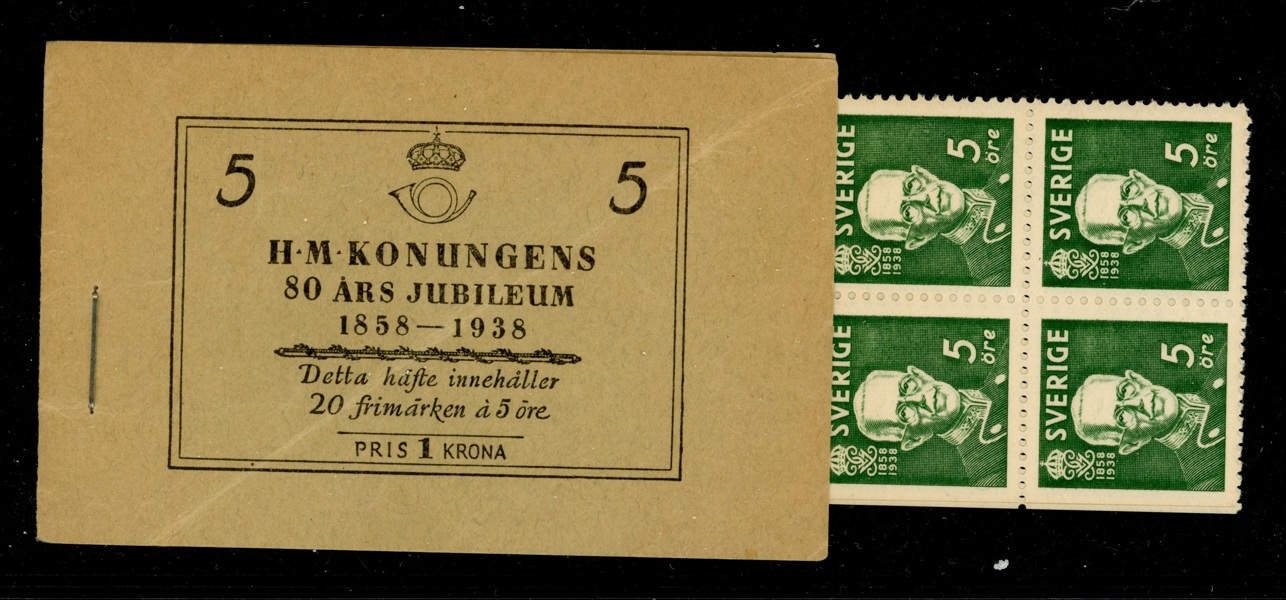 5 5
H·M·KONUNGENS
80 ÅRS JUBILEUM
1858—1938
Detta häfte innehåller
20 frimärken à 5 öre
PRIS 1 KRONA
SVERIGE
5 öre
1858
1938
SVERIGE
5 öre
1858
1938
SVERIGE
5 öre
1858
1938
SVERIGE
5 öre
1858
1938